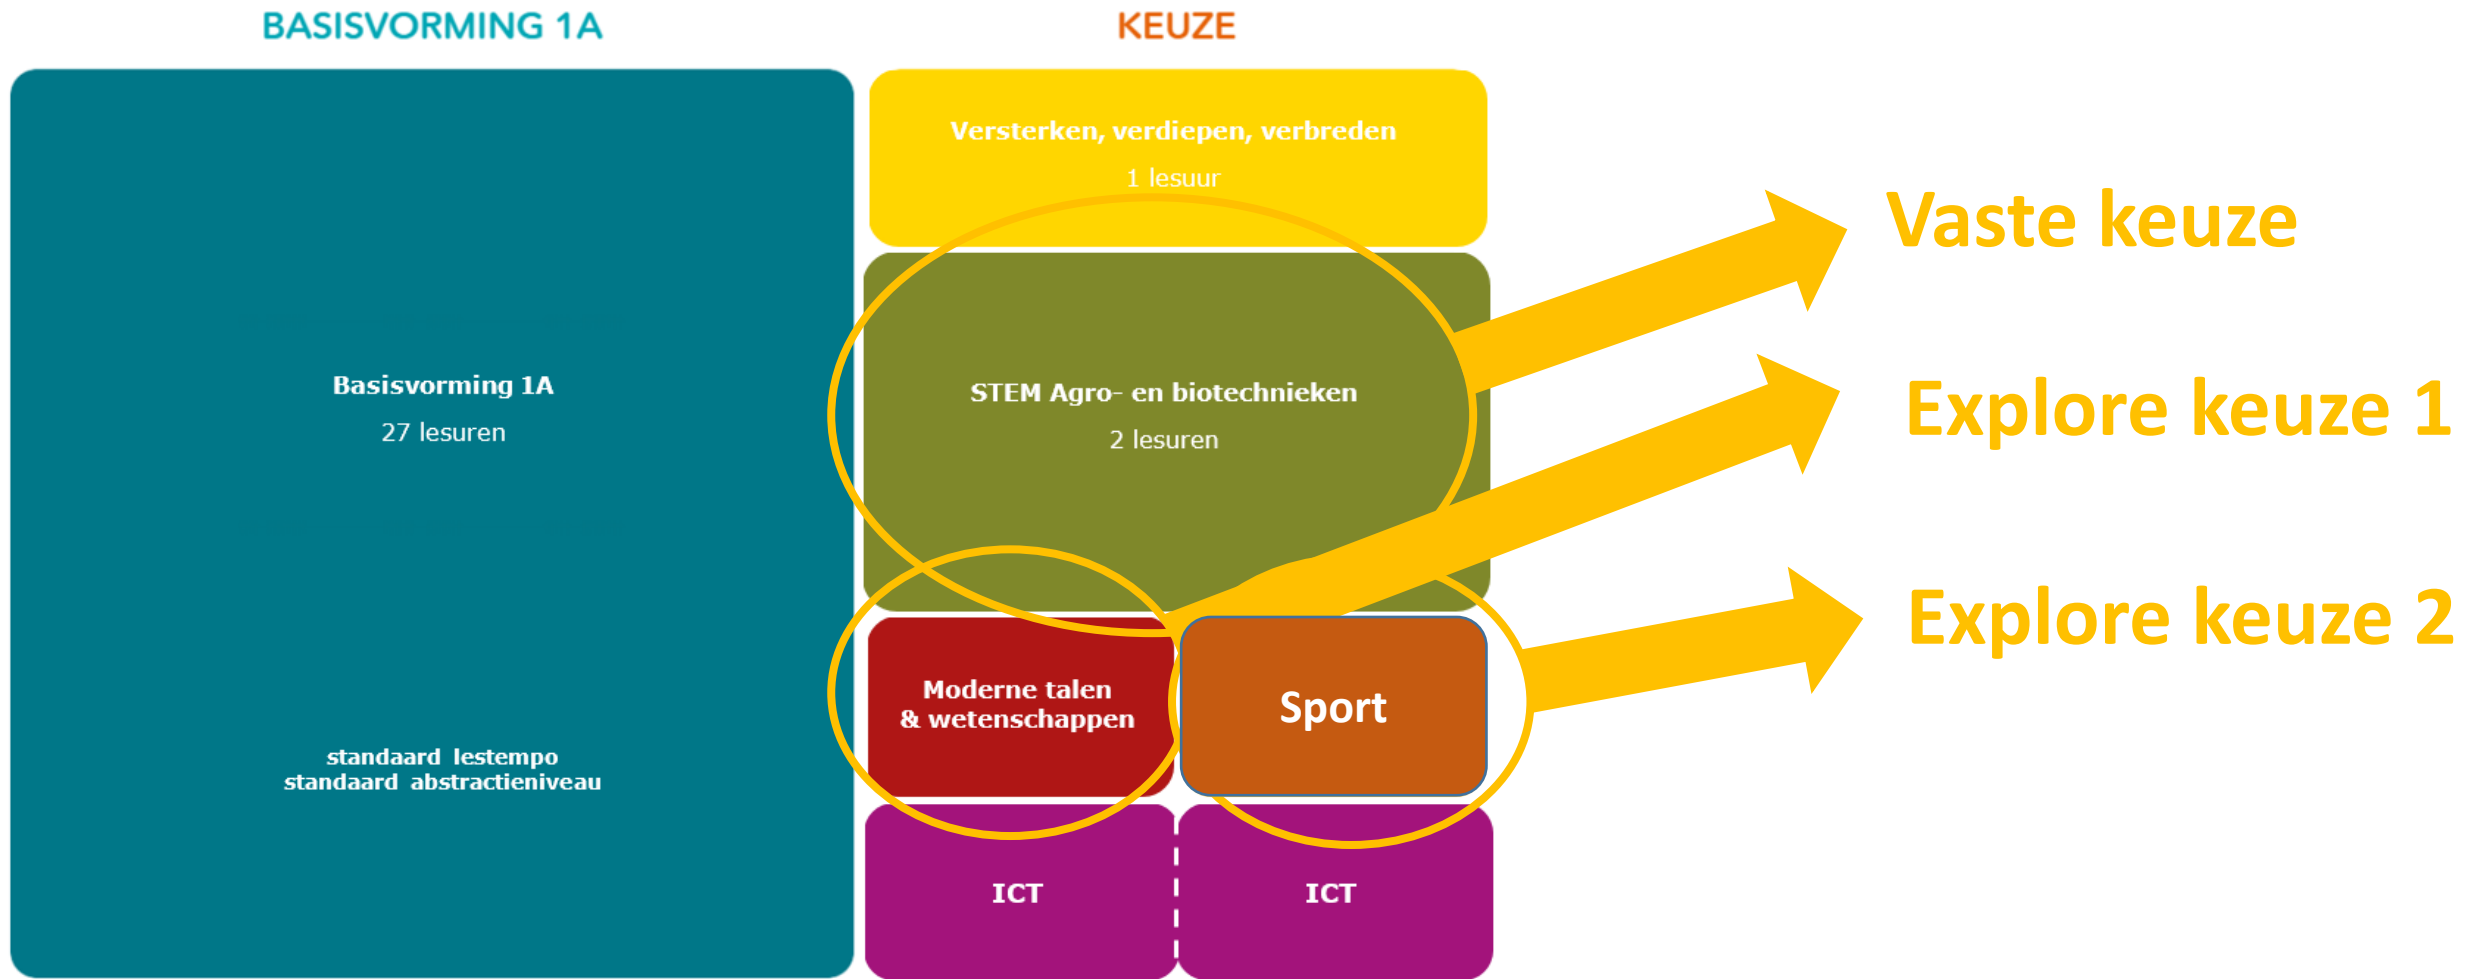 BASISVORMING 1A
KEUZE
Basisvorming 1A
27 lesuren
standaard lestempo
standaard abstractieniveau
Versterken, verdiepen, verbreden
1 lesuur
STEM Agro- en biotechnieken
2 lesuren
Moderne talen
& wetenschappen
Sport
ICT
ICT
Vaste keuze
Explore keuze 1
Explore keuze 2